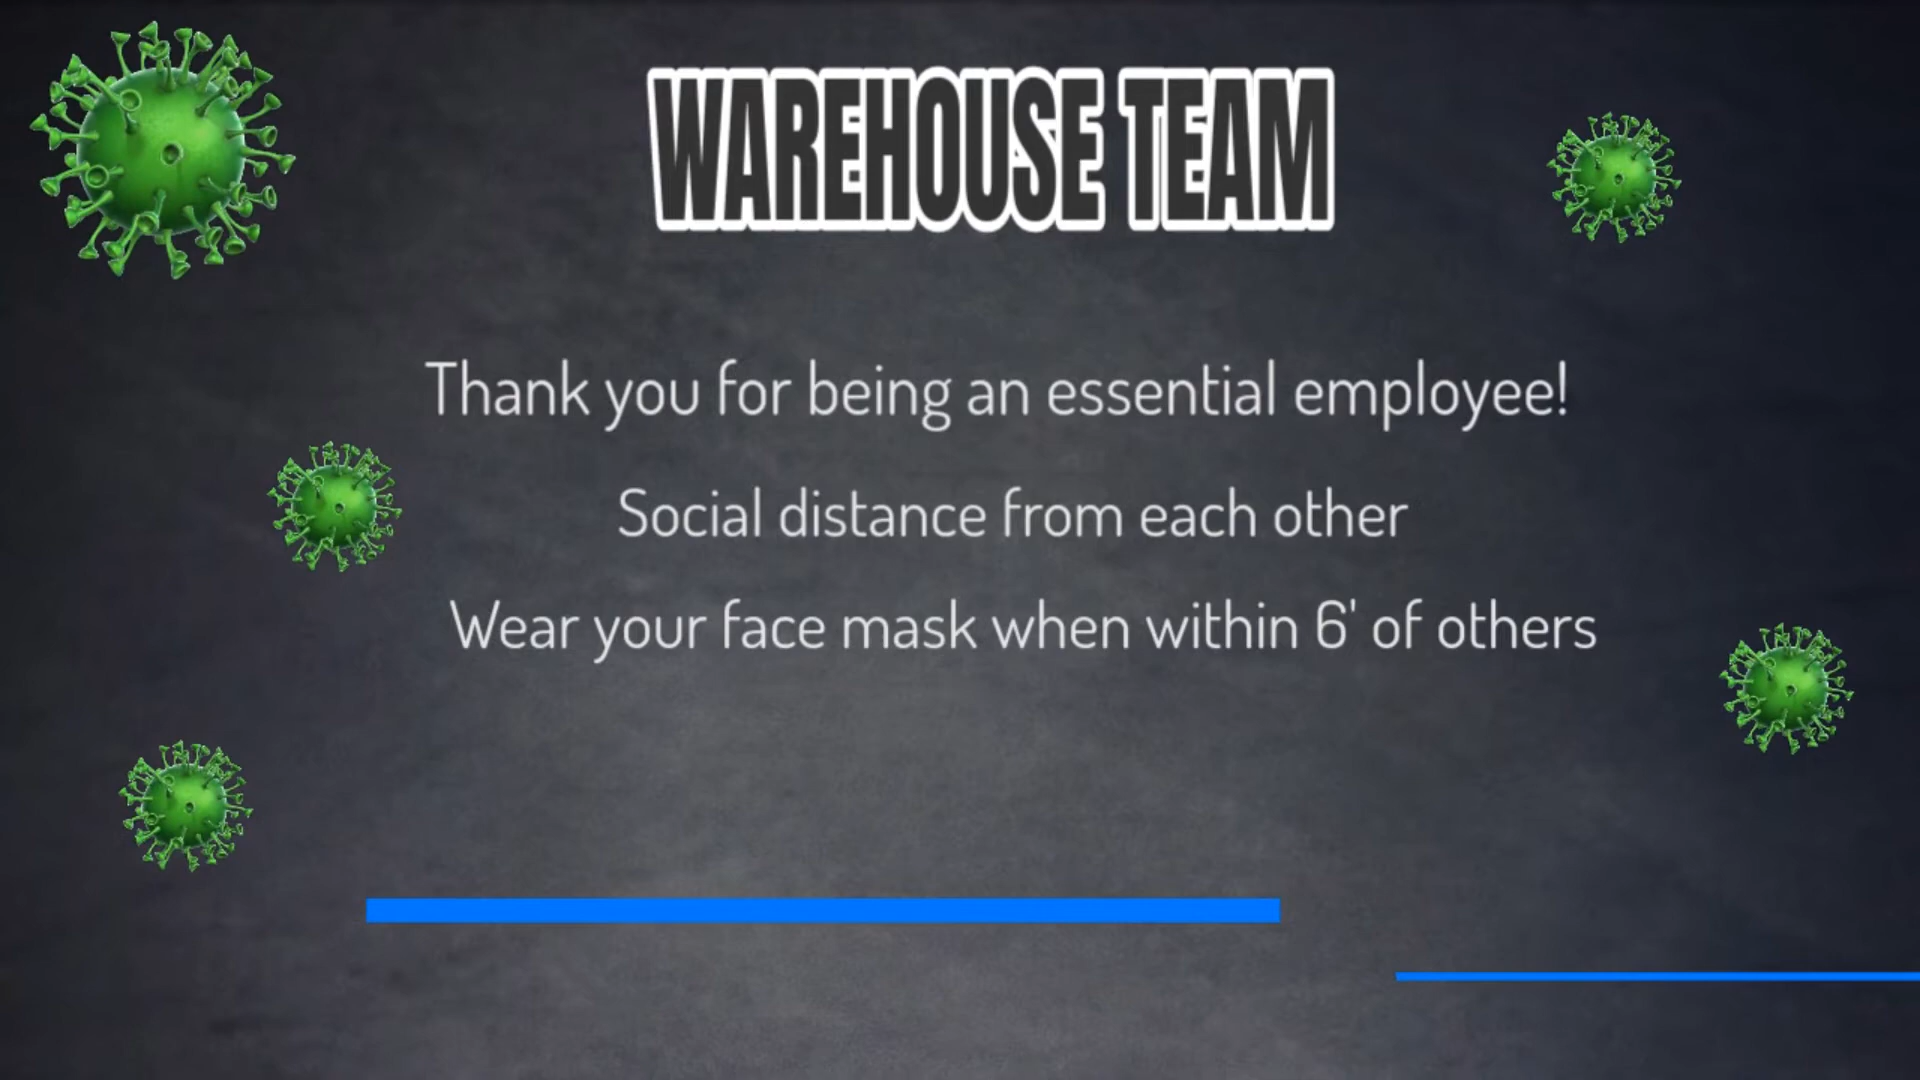 WAREHOUSE TEAM
Thank you for being an essential employee!
Social distance from each other
Wear your face mask when within 6' of others